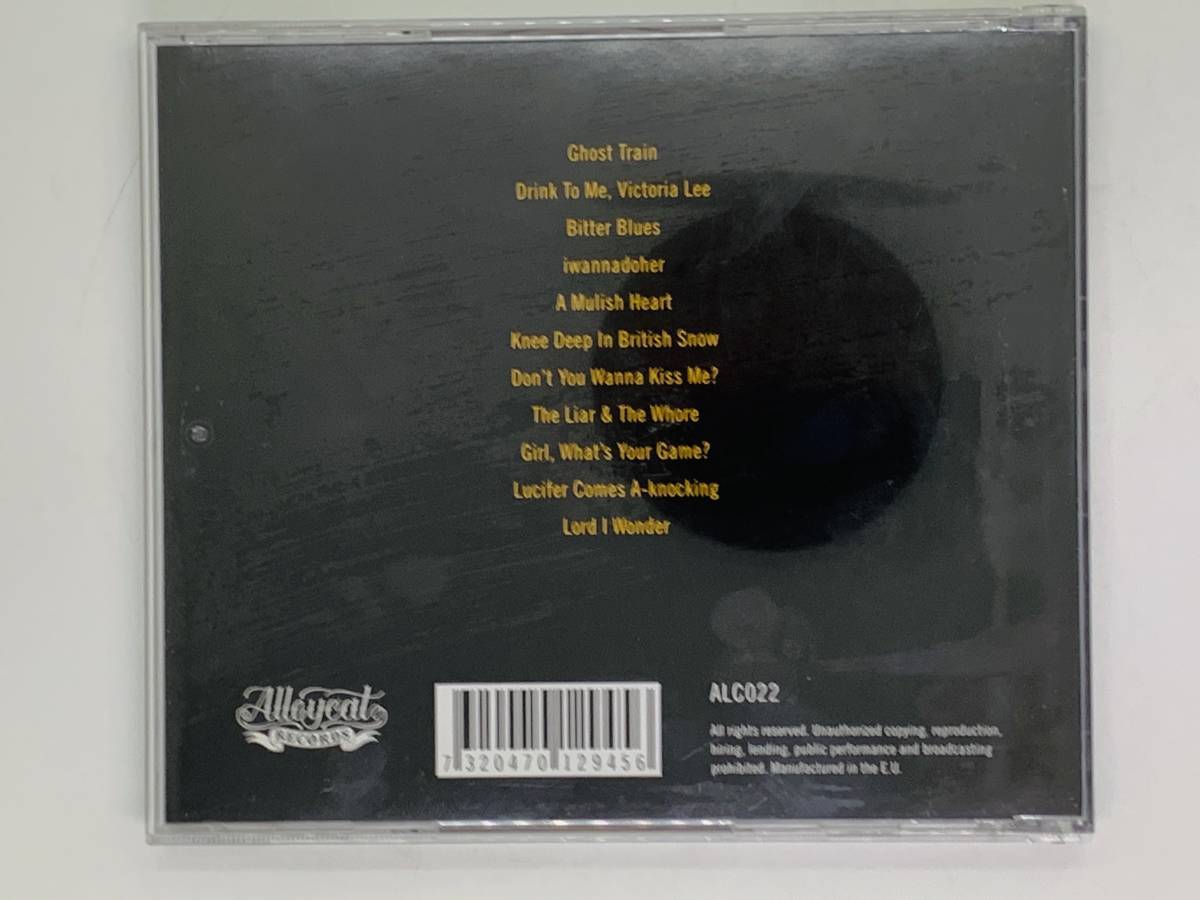 Ghost Train
Drink To Me, Victoria Lee
Bitter Blues
iwannadoher
A Mulish Heart
Knee Deep In British Snow
Don't You Wanna Kiss Me?
The Liar & The Whore
Girl, What's Your Game?
Lucifer Comes A-knocking
Lord I Wonder
Alleycat
RECORDS
7 320470 129456
ALC022
All rights reserved. Unauthorized copying, reproduction,
hiring, lending, public performance and broadcasting
prohibited. Manufactured in the E.U.